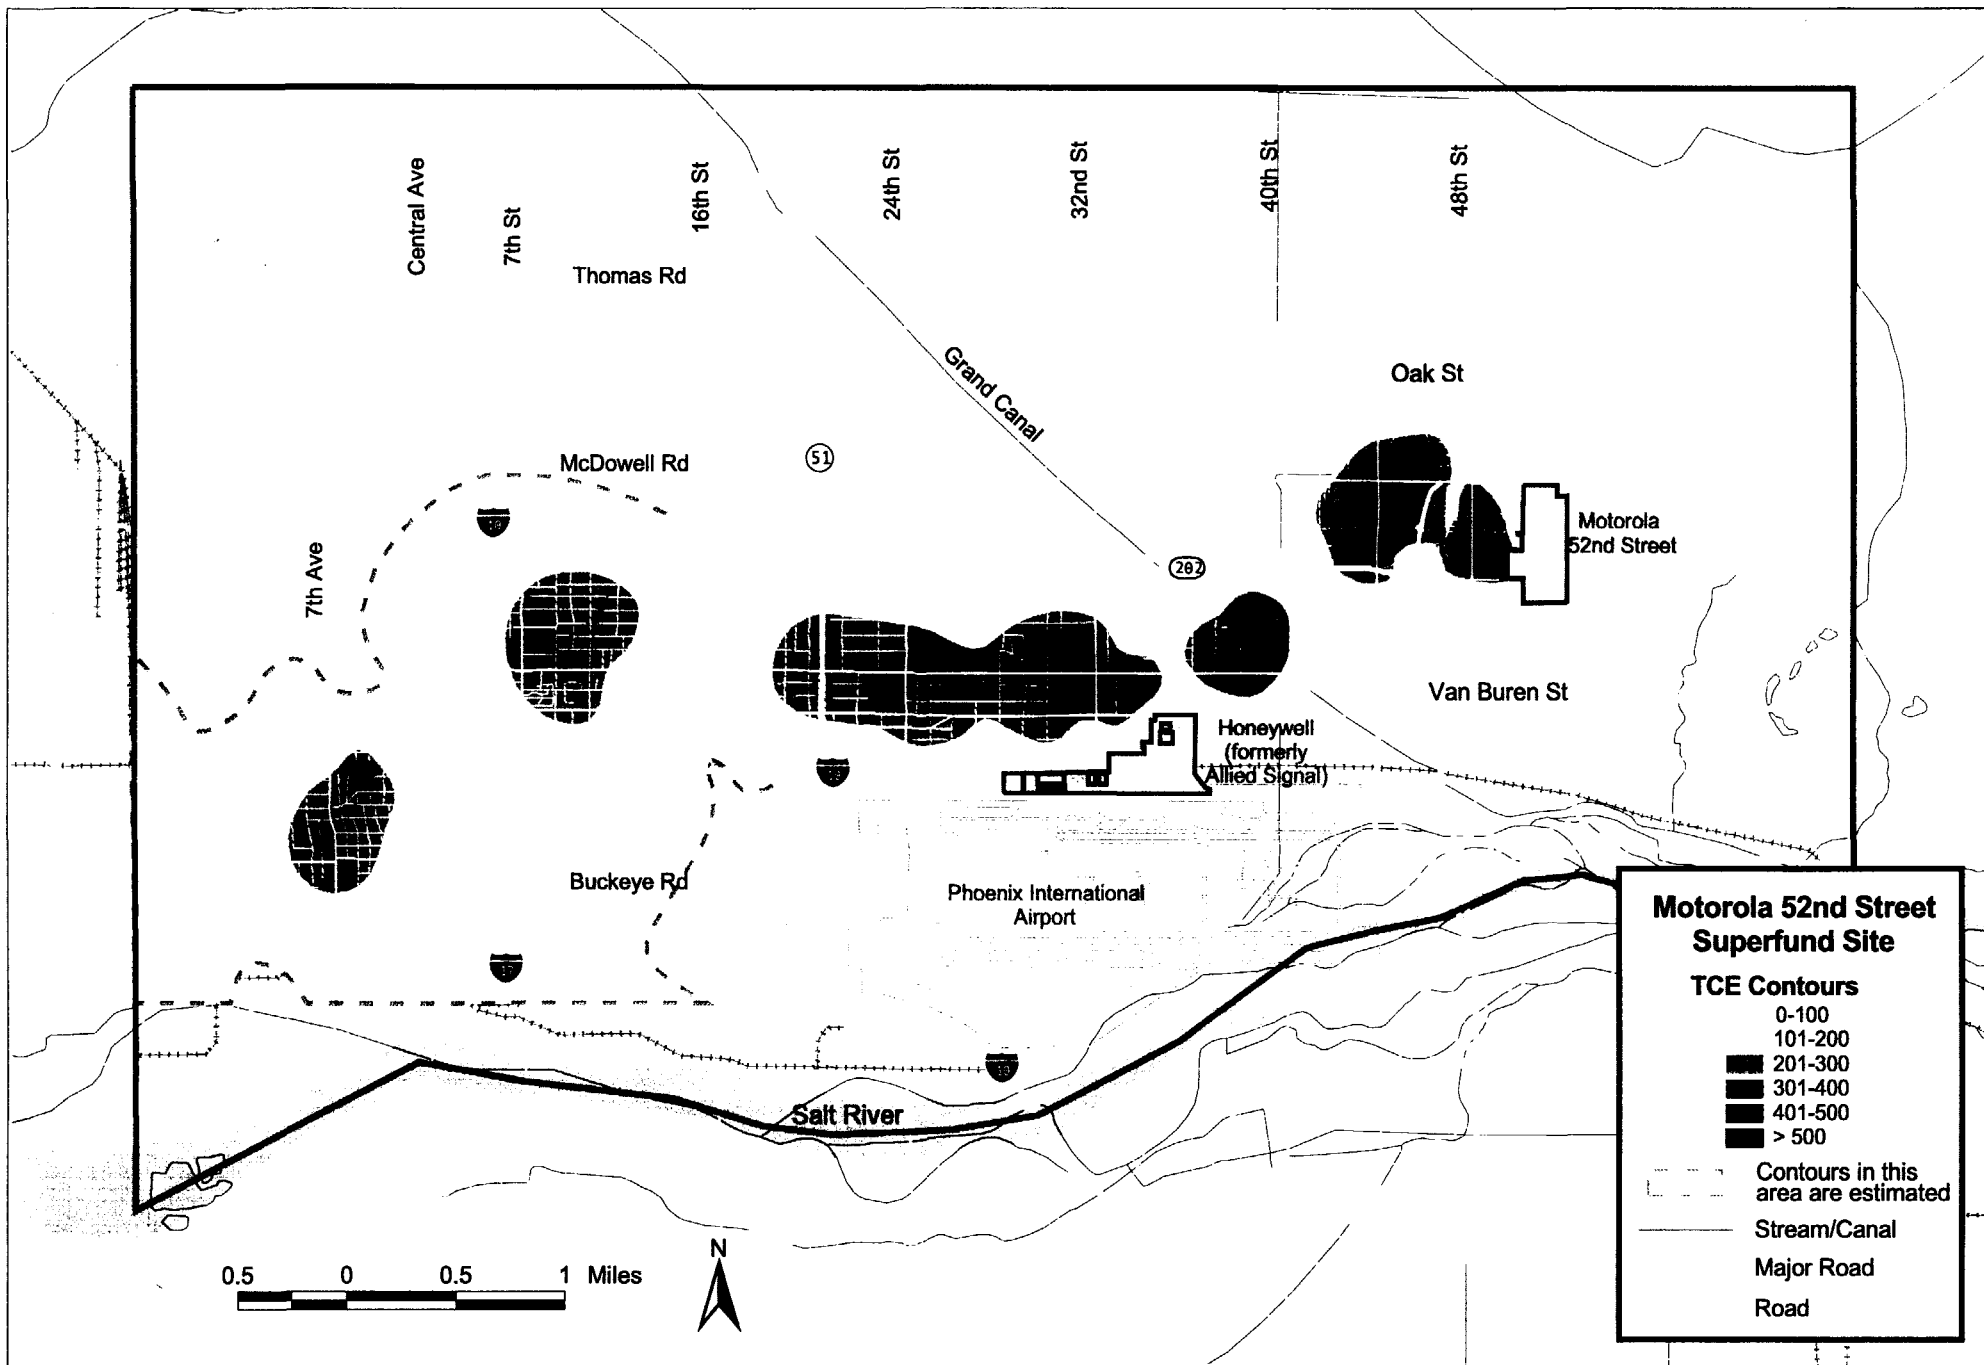 Central Ave
7th St
16th St
24th St
32nd St
40th St
48th St
Thomas Rd
Grand Canal
Oak St
McDowell Rd
51
10
Motorola
52nd Street
7th Ave
202
Van Buren St
Honeywell
(formerly
Allied Signal)
Buckeye Rd
Phoenix International
Airport
Salt River
10
Motorola 52nd Street
Superfund Site
TCE Contours
0-100
101-200
201-300
301-400
401-500
> 500
Contours in this
area are estimated
Stream/Canal
Major Road
Road
0.5 0 0.5 1 Miles
N